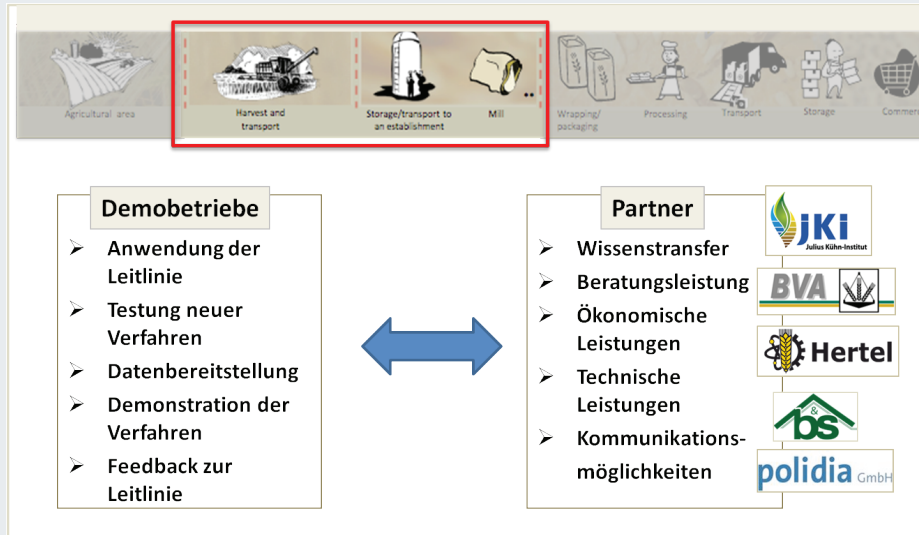 Agricultural area
Harvest and
transport
Storage/transport to
an establishment
Mill
Wrapping/
packaging
Processing
Transport
Storage
Commer
Demobetriebe
Anwendung der
Leitlinie
Testung neuer
Verfahren
Datenbereitstellung
Demonstration der
Verfahren
Feedback zur
Leitlinie
Partner
Wissenstransfer
Beratungsleistung
Ökonomische
Leistungen
Technische
Leistungen
Kommunikations-
möglichkeiten
JKI
Julius Kühn-Institut
BVA
Hertel
b&s
polidia GmbH